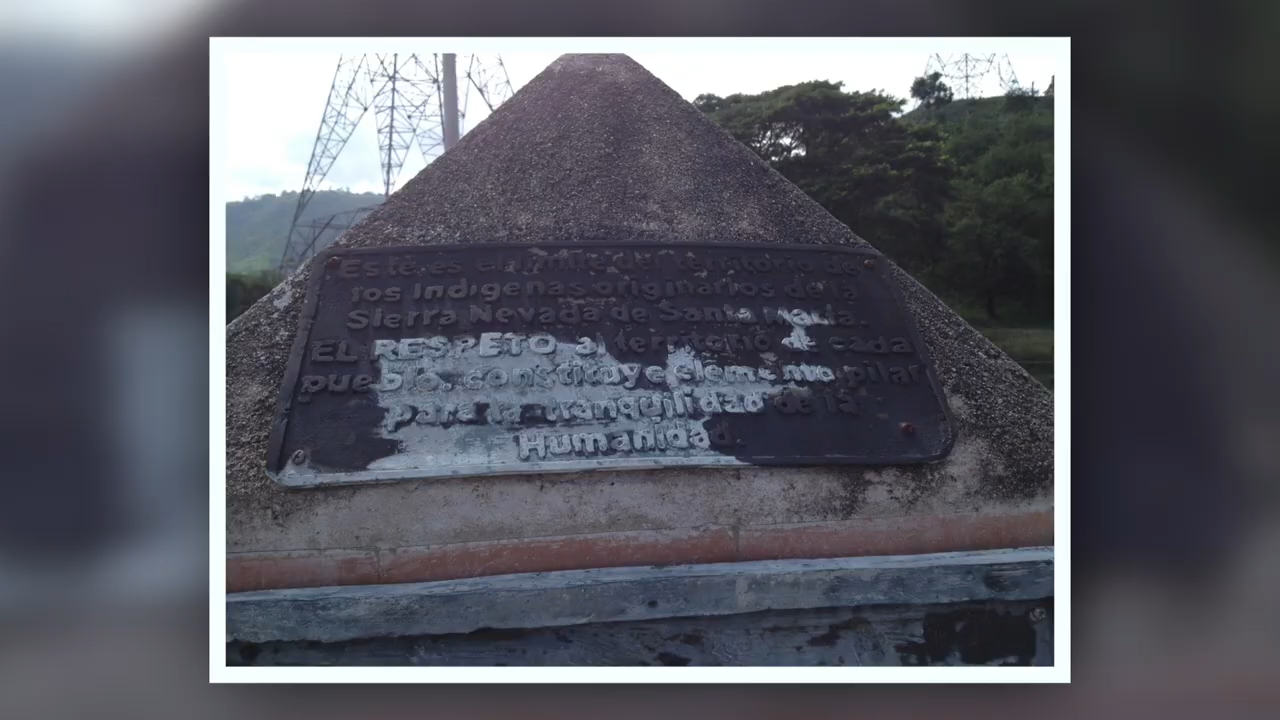 Este es el límite del territorio de
los Indígenas originarios de la
Sierra Nevada de Santa Marta.
EL RESPETO al territorio de cada
pueblo, constituye elemento pilar
para la tranquilidad de la
Humanidad.